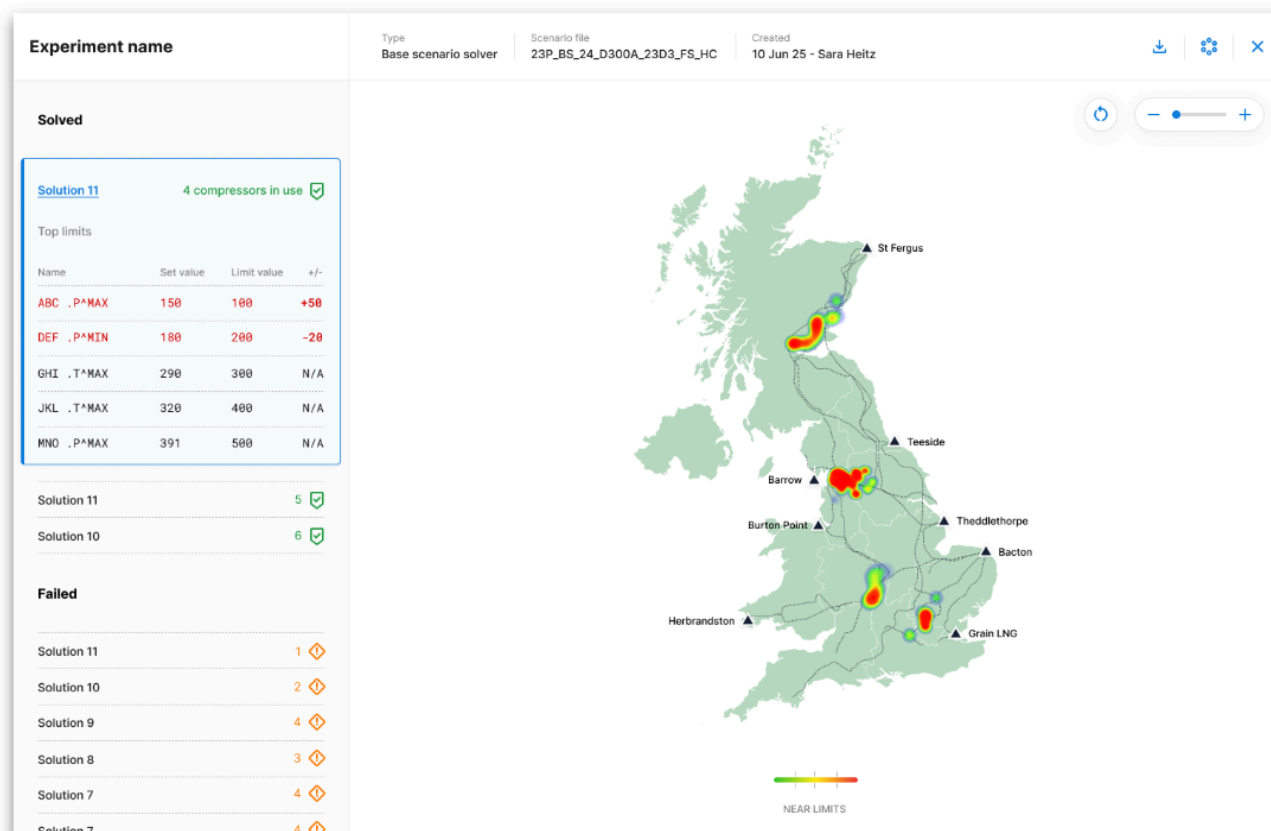 Experiment name
Type
Base scenario solver
Scenario file
23P_BS_24_D300A_23D3_FS_HC
Created
10 Jun 25 - Sara Heitz
Solved
Solution 11 4 compressors in use
Top limits
Name Set value Limit value +/-
ABC .P^MAX 150 100 +50
DEF .P^MIN 180 200 -20
GHI .T^MAX 290 300 N/A
JKL .T^MAX 320 400 N/A
MNO .P^MAX 391 500 N/A
Solution 11 5
Solution 10 6
Failed
Solution 11 1
Solution 10 2
Solution 9 4
Solution 8 3
Solution 7 4
Solution 7 4
St Fergus
Teeside
Barrow
Burton Point
Theddlethorpe
Bacton
Herbrandston
Grain LNG
NEAR LIMITS